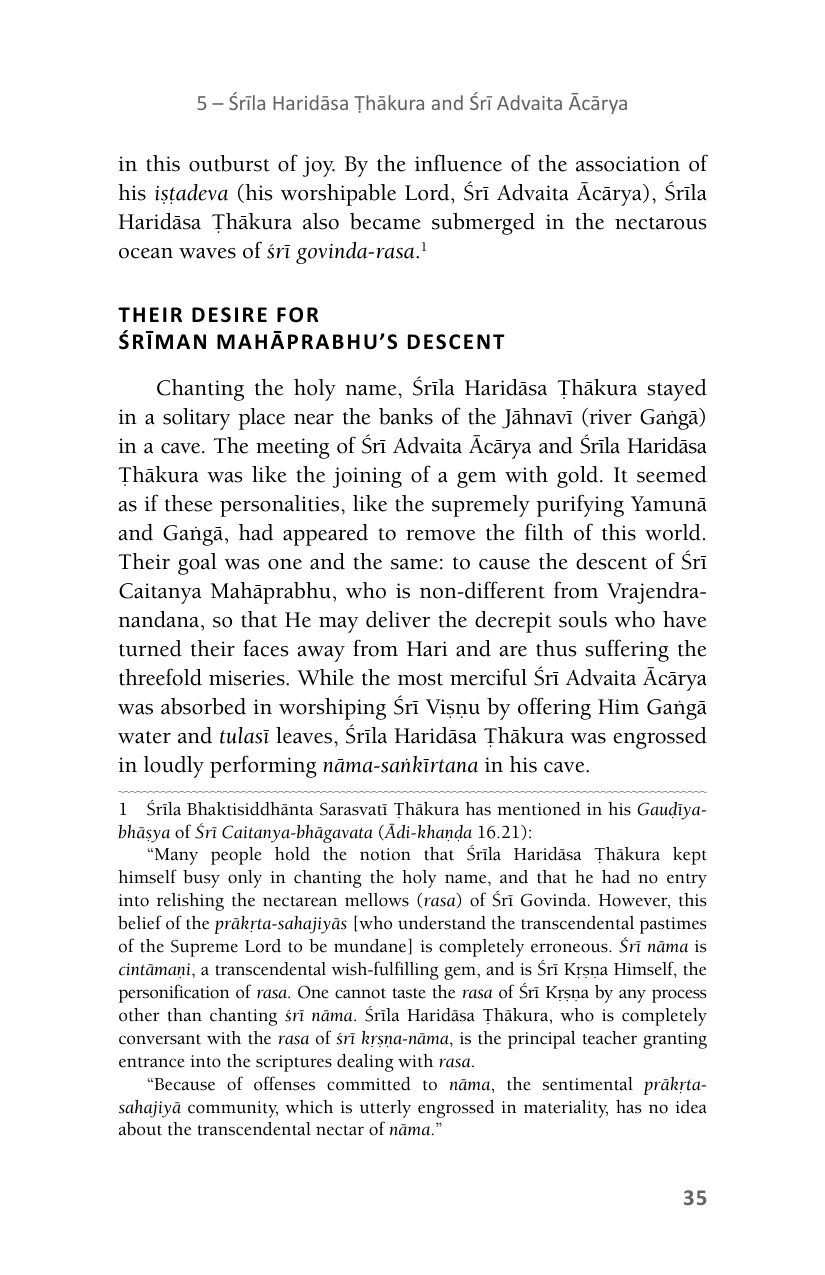 5 – Śrīla Haridāsa Ṭhākura and Śrī Advaita Ācārya
in this outburst of joy. By the influence of the association of
his iṣṭadeva (his worshipable Lord, Śrī Advaita Ācārya), Śrīla
Haridāsa Ṭhākura also became submerged in the nectarous
ocean waves of śrī govinda-rasa.1
THEIR DESIRE FOR
ŚRĪMAN MAHĀPRABHU’S DESCENT
Chanting the holy name, Śrīla Haridāsa Ṭhākura stayed
in a solitary place near the banks of the Jāhnavī (river Gaṅgā)
in a cave. The meeting of Śrī Advaita Ācārya and Śrīla Haridāsa
Ṭhākura was like the joining of a gem with gold. It seemed
as if these personalities, like the supremely purifying Yamunā
and Gaṅgā, had appeared to remove the filth of this world.
Their goal was one and the same: to cause the descent of Śrī
Caitanya Mahāprabhu, who is non-different from Vrajendra-
nandana, so that He may deliver the decrepit souls who have
turned their faces away from Hari and are thus suffering the
threefold miseries. While the most merciful Śrī Advaita Ācārya
was absorbed in worshiping Śrī Viṣṇu by offering Him Gaṅgā
water and tulasī leaves, Śrīla Haridāsa Ṭhākura was engrossed
in loudly performing nāma-saṅkīrtana in his cave.
1 Śrīla Bhaktisiddhānta Sarasvatī Ṭhākura has mentioned in his Gauḍīya-
bhāṣya of Śrī Caitanya-bhāgavata (Ādi-khaṇḍa 16.21):
“Many people hold the notion that Śrīla Haridāsa Ṭhākura kept
himself busy only in chanting the holy name, and that he had no entry
into relishing the nectarean mellows (rasa) of Śrī Govinda. However, this
belief of the prākṛta-sahajiyās [who understand the transcendental pastimes
of the Supreme Lord to be mundane] is completely erroneous. Śrī nāma is
cintāmaṇi, a transcendental wish-fulfilling gem, and is Śrī Kṛṣṇa Himself, the
personification of rasa. One cannot taste the rasa of Śrī Kṛṣṇa by any process
other than chanting śrī nāma. Śrīla Haridāsa Ṭhākura, who is completely
conversant with the rasa of śrī kṛṣṇa-nāma, is the principal teacher granting
entrance into the scriptures dealing with rasa.
“Because of offenses committed to nāma, the sentimental prākṛta-
sahajiyā community, which is utterly engrossed in materiality, has no idea
about the transcendental nectar of nāma.”
35